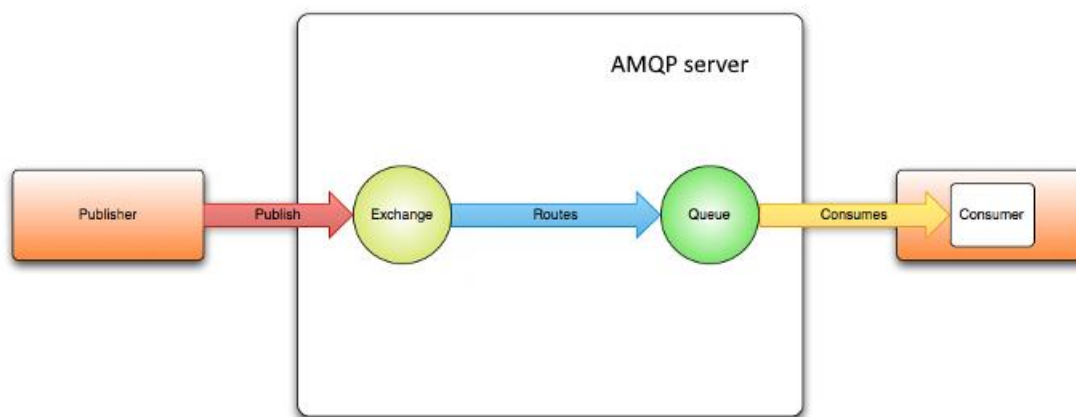 AMQP server
Publisher
Publish
Exchange
Routes
Queue
Consumes
Consumer